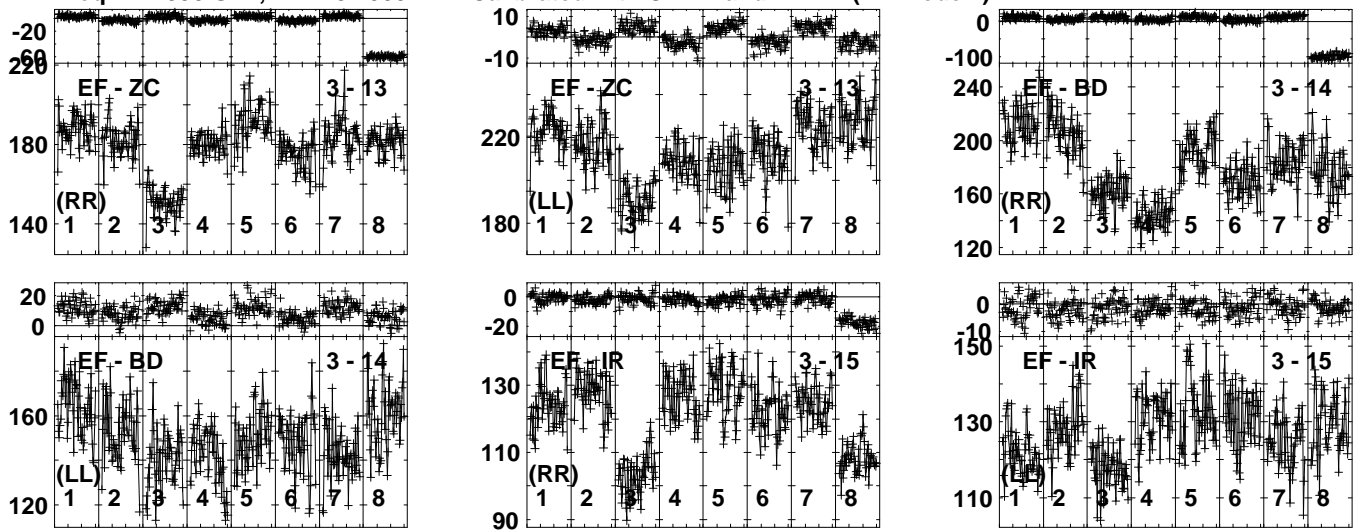 -20
-60
220
180
140
EF - ZC
3 - 13
(RR)
1 2 3 4 5 6 7 8
10
-10
220
180
EF - ZC
3 - 13
(LL)
1 2 3 4 5 6 7 8
0
-100
240
200
160
120
EF - BD
3 - 14
(RR)
1 2 3 4 5 6 7 8
20
0
160
120
EF - BD
3 - 14
(LL)
1 2 3 4 5 6 7 8
0
-20
130
110
90
EF - IR
3 - 15
(RR)
1 2 3 4 5 6 7 8
0
-10
150
130
110
EF - IR
3 - 15
(LL)
1 2 3 4 5 6 7 8